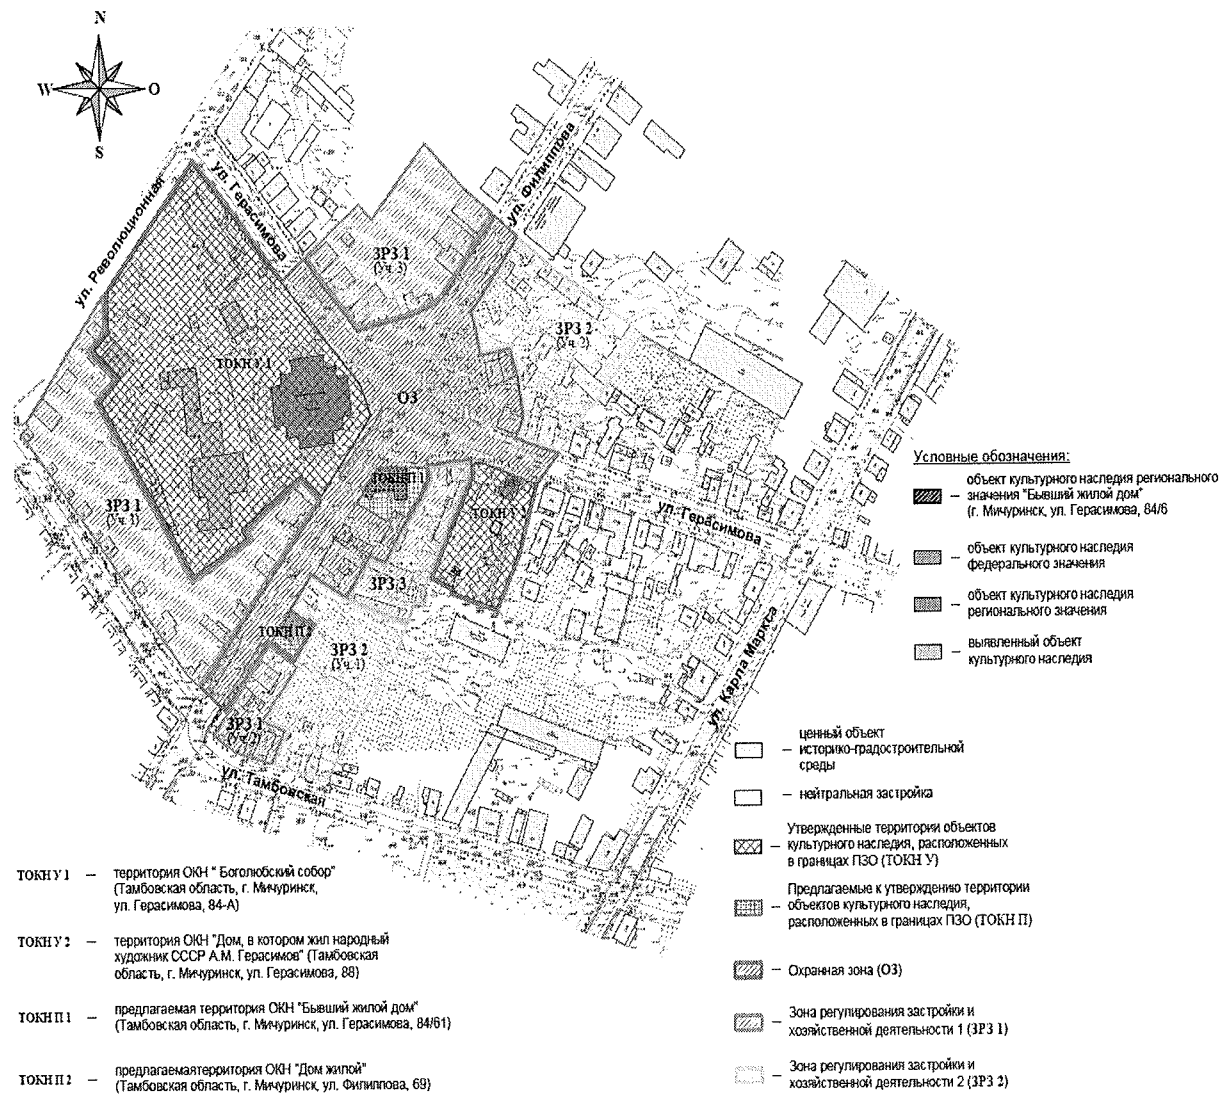 N
W
O
S
ул. Революционная
ул. Герасимова
ул. Филиппова
ЗРЗ 1
(Уч. 3)
ЗРЗ 2
(Уч. 2)
ТОКН У 1
ОЗ
ЗРЗ 1
(Уч. 1)
ТОКН П 1
ТОКН У 2
ул. Герасимова
ЗРЗ 3
ТОКН П 2
ЗРЗ 2
(Уч. 1)
ЗРЗ 1
(Уч. 2)
ул. Тамбовская
ул. Карла Маркса
Условные обозначения:
объект культурного наследия регионального
– значения "Бывший жилой дом"
(г. Мичуринск, ул. Герасимова, 84/6
– объект культурного наследия
федерального значения
– объект культурного наследия
регионального значения
– выявленный объект
культурного наследия
ценный объект
– историко-градостроительной
среды
– нейтральная застройка
Утвержденные территории объектов
– культурного наследия, расположенных
в границах ПЗО (ТОКН У)
Предлагаемые к утверждению территории
– объектов культурного наследия,
расположенных в границах ПЗО (ТОКН П)
– Охранная зона (ОЗ)
– Зона регулирования застройки и
хозяйственной деятельности 1 (ЗРЗ 1)
– Зона регулирования застройки и
хозяйственной деятельности 2 (ЗРЗ 2)
ТОКН У 1 – территория ОКН " Боголюбский собор"
(Тамбовская область, г. Мичуринск,
ул. Герасимова, 84-А)
ТОКН У 2 – территория ОКН "Дом, в котором жил народный
художник СССР А.М. Герасимов" (Тамбовская
область, г. Мичуринск, ул. Герасимова, 88)
ТОКН П 1 – предлагаемая территория ОКН "Бывший жилой дом"
(Тамбовская область, г. Мичуринск, ул. Герасимова, 84/61)
ТОКН П 2 – предлагаемаятерритория ОКН "Дом жилой"
(Тамбовская область, г. Мичуринск, ул. Филиппова, 69)